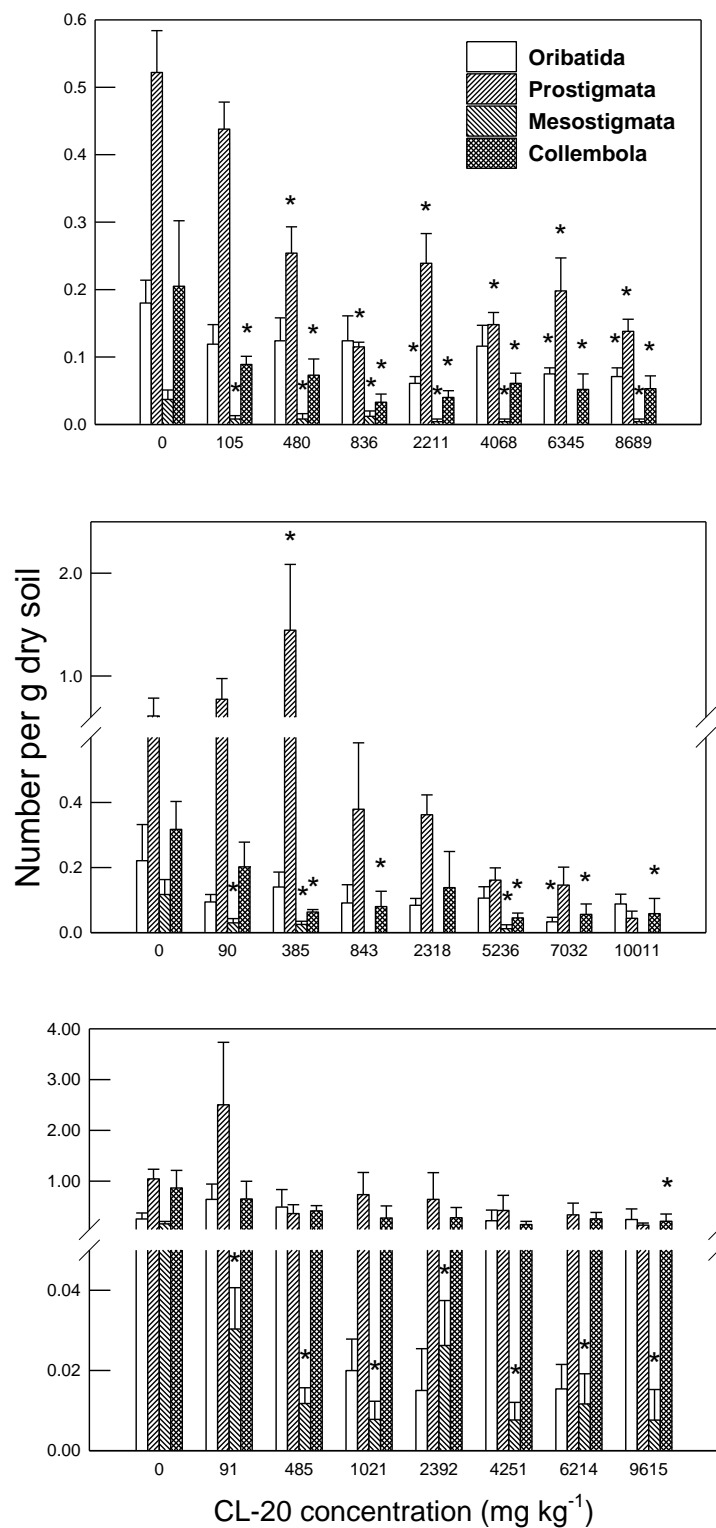 0.6
0.5
0.4
0.3
0.2
0.1
0.0
Oribatida
Prostigmata
Mesostigmata
Collembola
* * * * * * * * * * * * * * * * * * * * * *
0 105 480 836 2211 4068 6345 8689
Number per g dry soil
2.0
1.0
0.4
0.2
0.0
* * * * * * * * * *
0 90 385 843 2318 5236 7032 10011
4.00
3.00
2.00
1.00
0.04
0.02
0.00
* * * * * * * *
0 91 485 1021 2392 4251 6214 9615
CL-20 concentration (mg kg⁻¹)